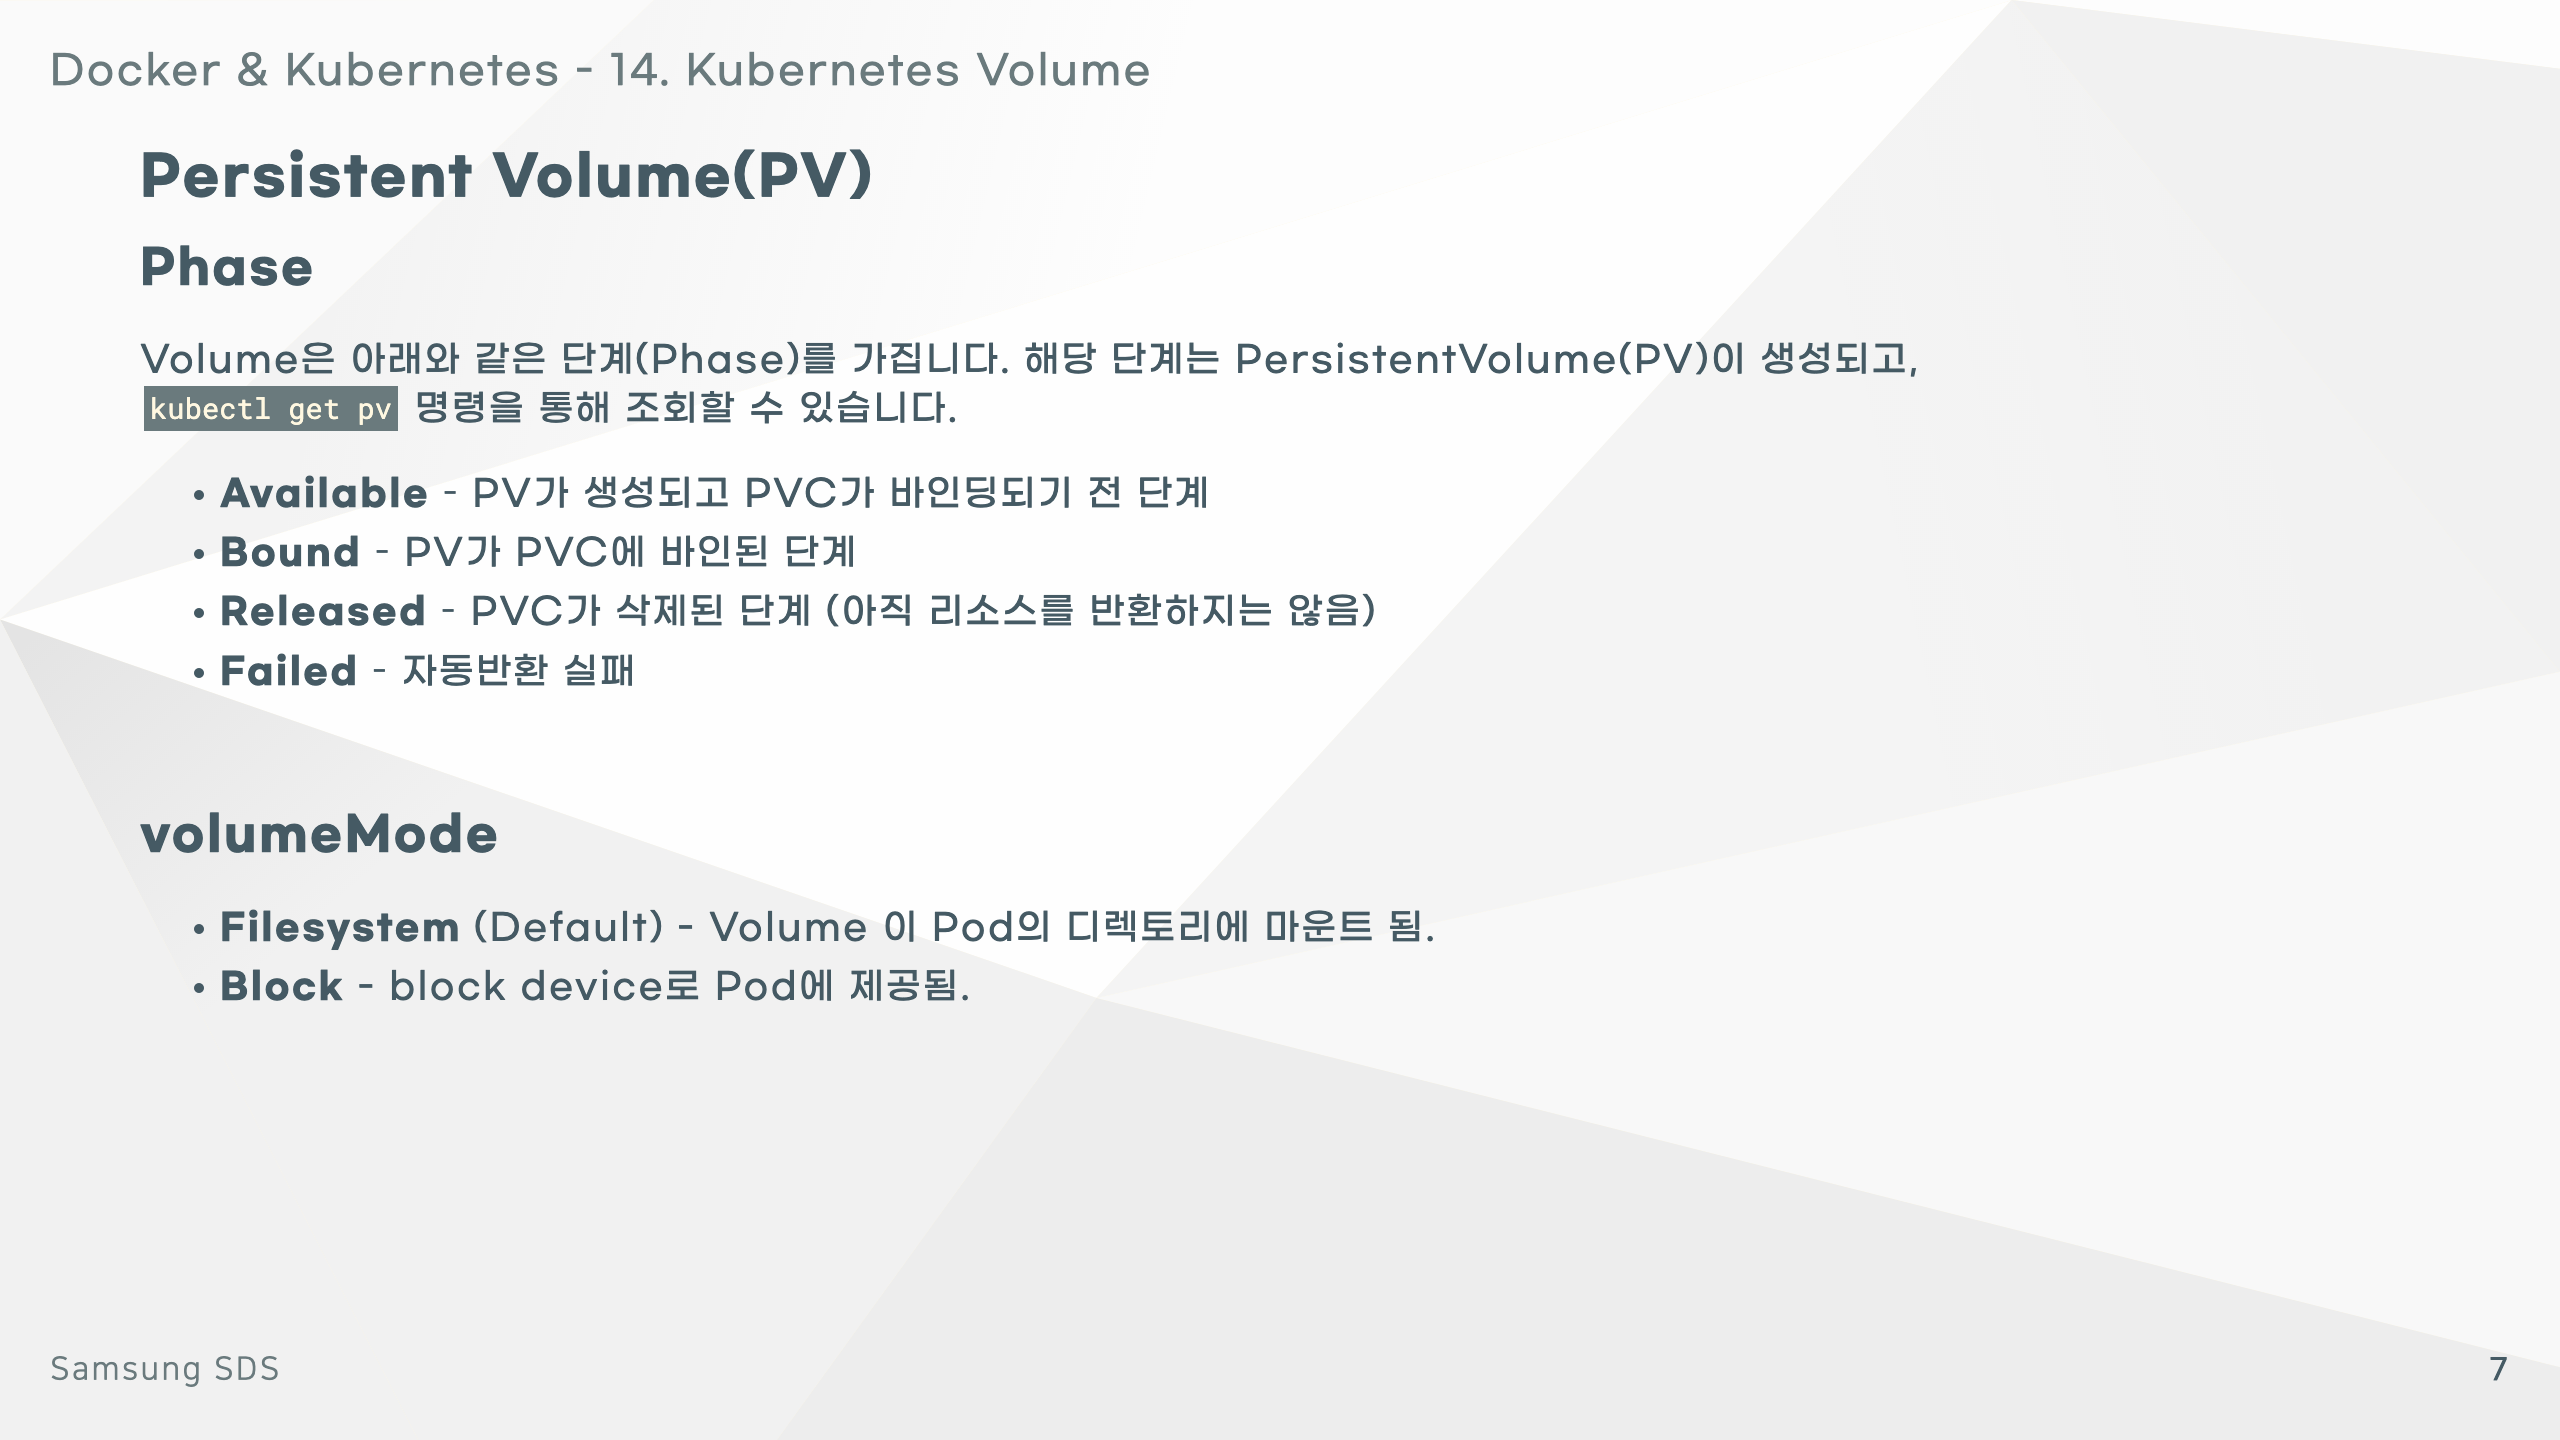 Docker & Kubernetes - 14. Kubernetes Volume
Persistent Volume(PV)
Phase
Volume은 아래와 같은 단계(Phase)를 가집니다. 해당 단계는 PersistentVolume(PV)이 생성되고,
kubectl get pv 명령을 통해 조회할 수 있습니다.
• Available - PV가 생성되고 PVC가 바인딩되기 전 단계
• Bound - PV가 PVC에 바인된 단계
• Released - PVC가 삭제된 단계 (아직 리소스를 반환하지는 않음)
• Failed - 자동반환 실패
volumeMode
• Filesystem (Default) - Volume 이 Pod의 디렉토리에 마운트 됨.
• Block - block device로 Pod에 제공됨.
Samsung SDS
7